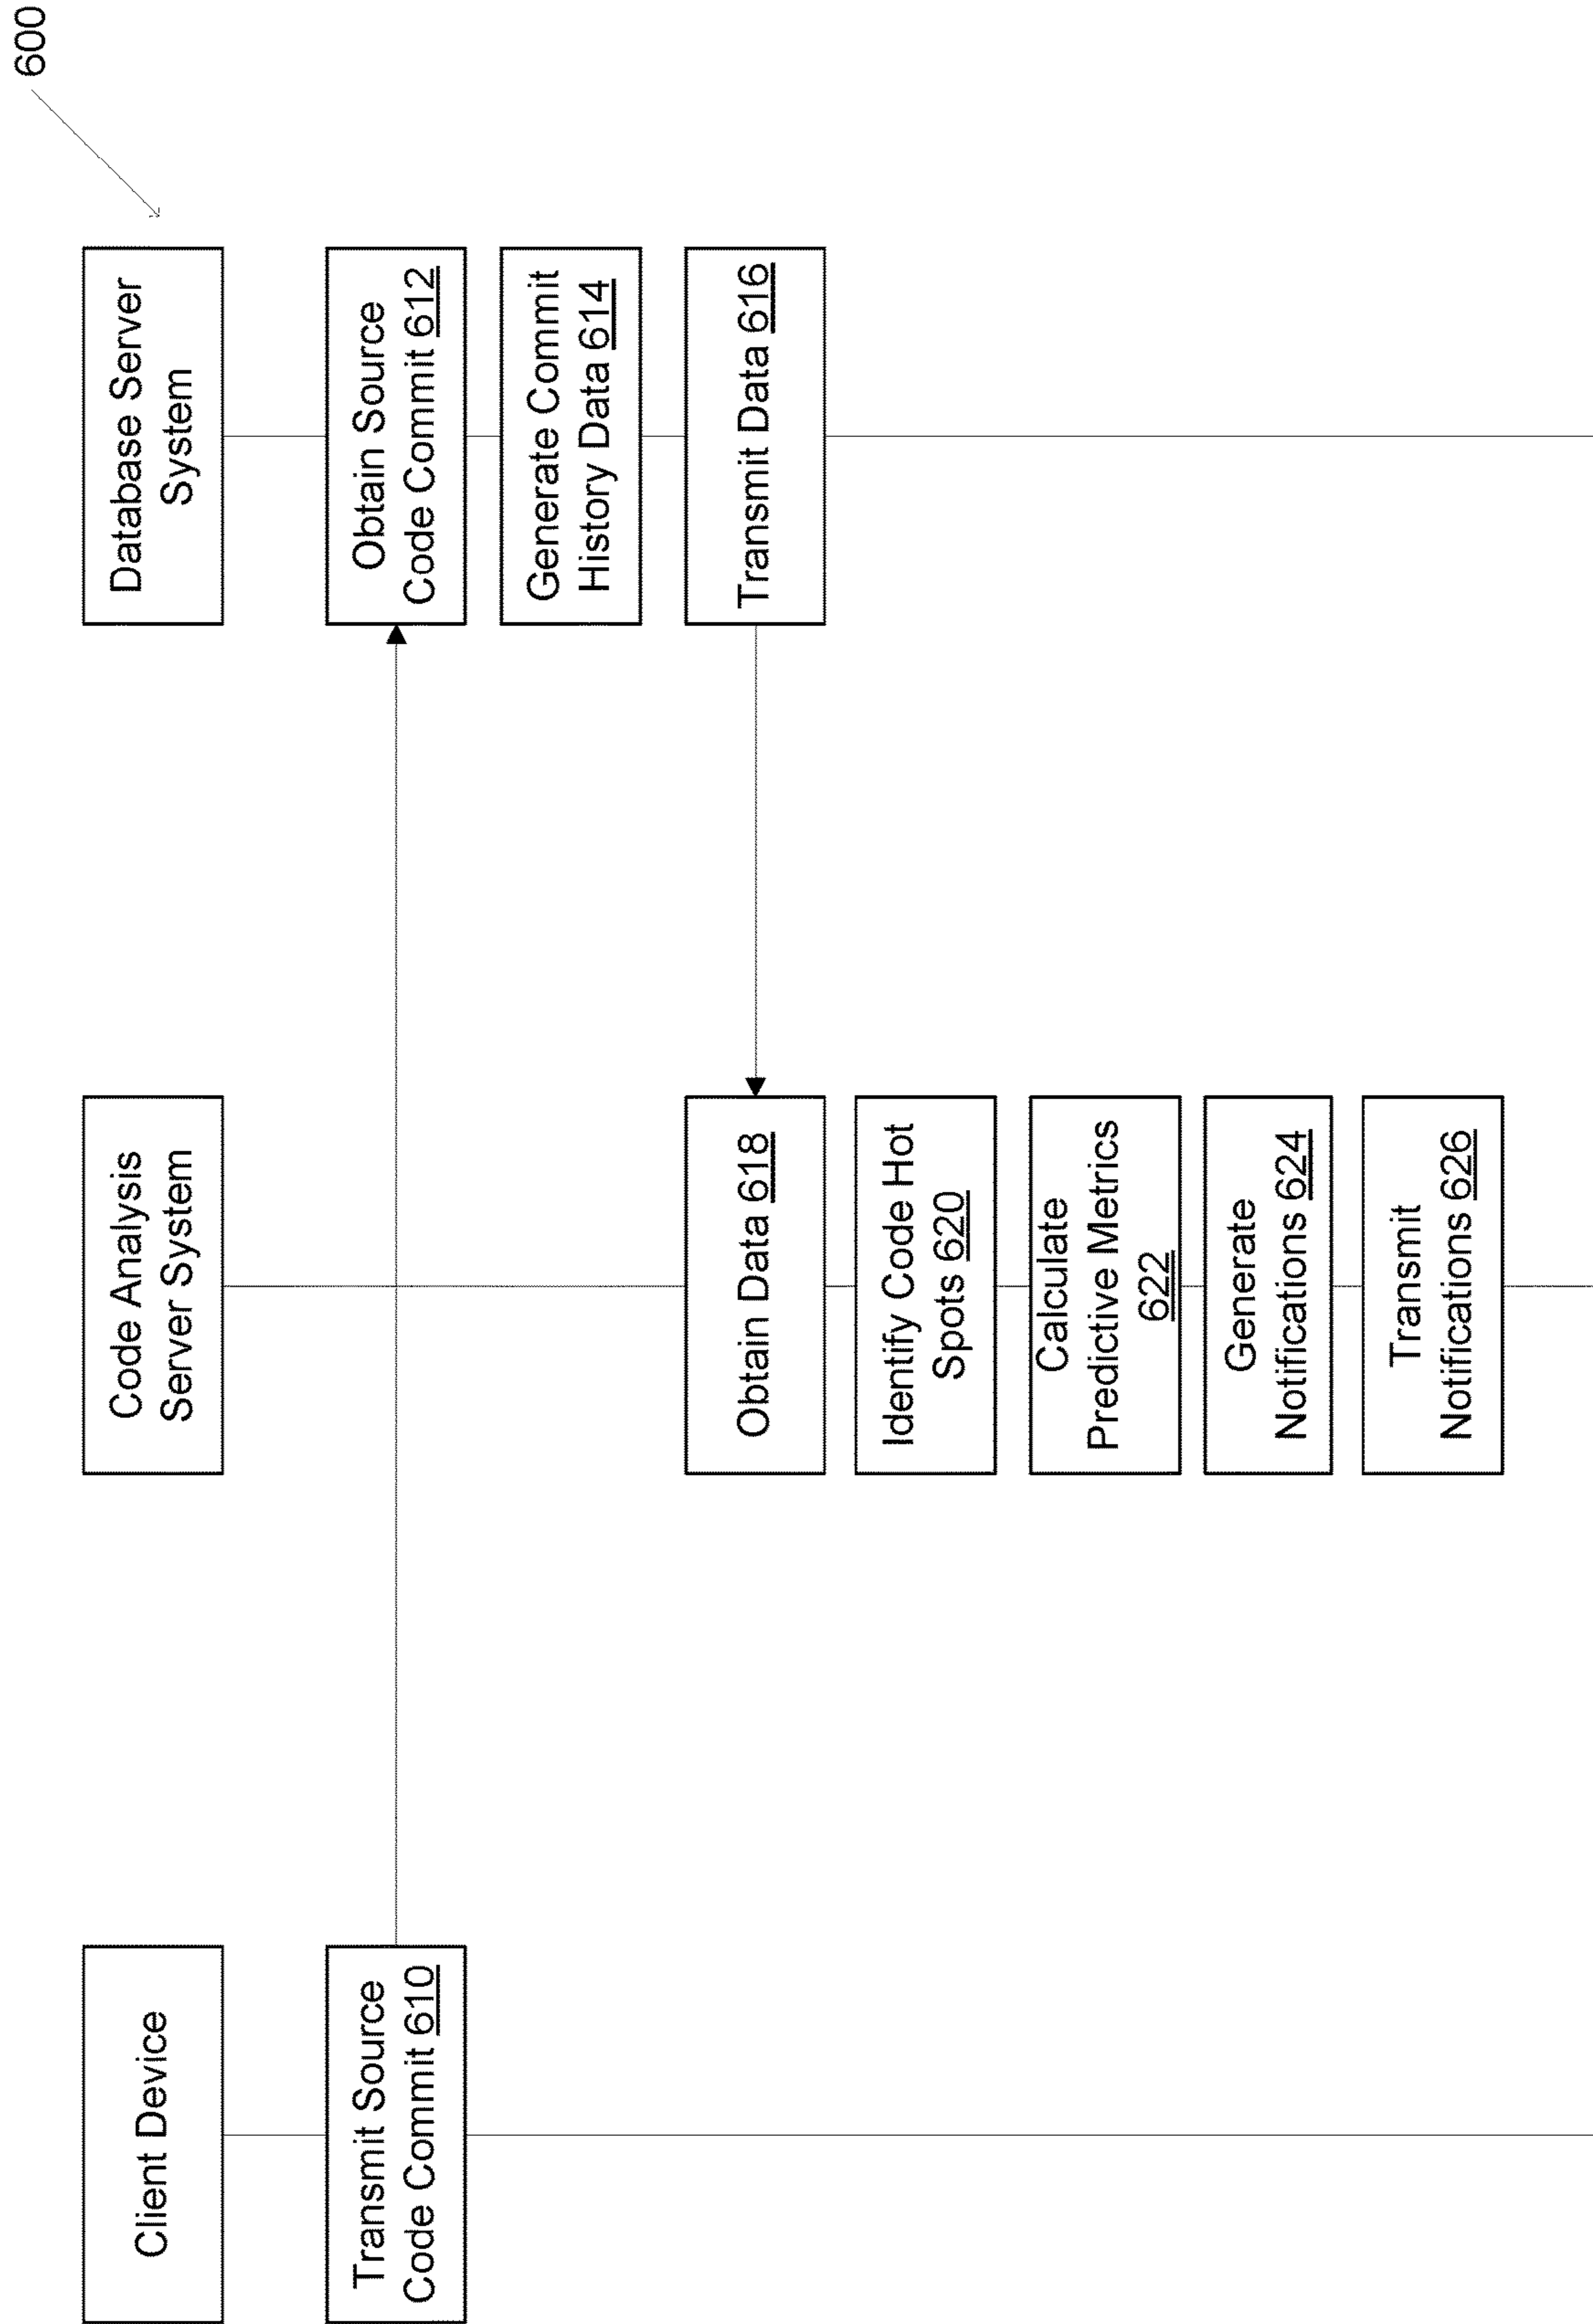 600
Client Device
Code Analysis
Server System
Database Server
System
Transmit Source
Code Commit 610
Obtain Source
Code Commit 612
Generate Commit
History Data 614
Transmit Data 616
Obtain Data 618
Identify Code Hot
Spots 620
Calculate
Predictive Metrics
622
Generate
Notifications 624
Transmit
Notifications 626